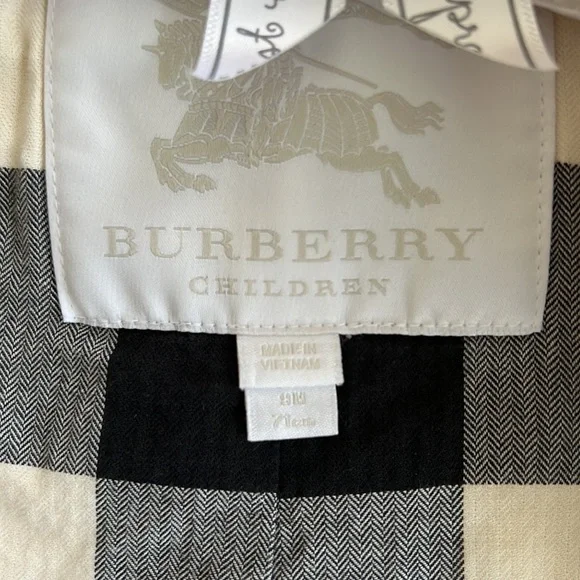 BURBERRY
CHILDREN
MADE IN
VIETNAM
9M
71cm